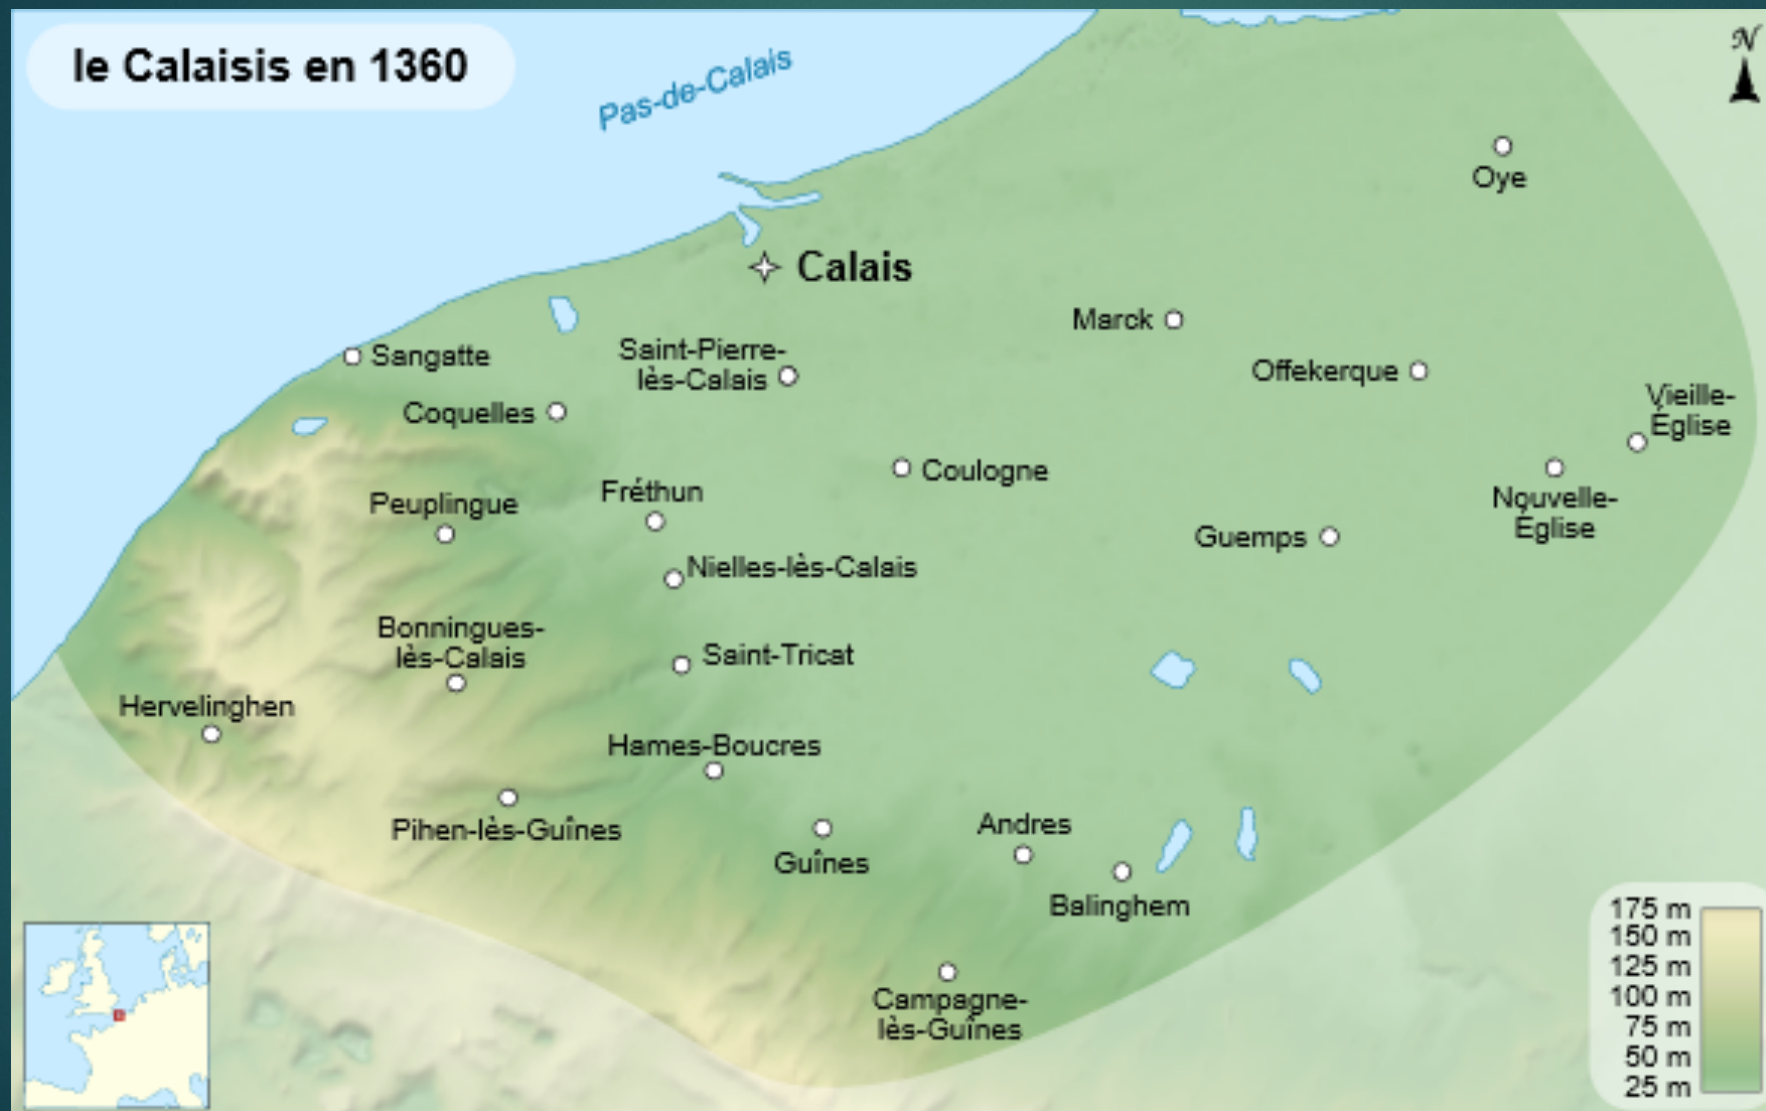 le Calaisis en 1360
Pas-de-Calais
N
Oye
Calais
Marck
Sangatte
Saint-Pierre-
lès-Calais
Offekerque
Coquelles
Vieille-
Église
Coulogne
Fréthun
Peuplingue
Nouvelle-
Église
Guemps
Nielles-lès-Calais
Bonningues-
lès-Calais
Saint-Tricat
Hervelinghen
Hames-Boucres
Pihen-lès-Guînes
Guînes
Andres
Balinghem
Campagne-
lès-Guînes
175 m
150 m
125 m
100 m
75 m
50 m
25 m